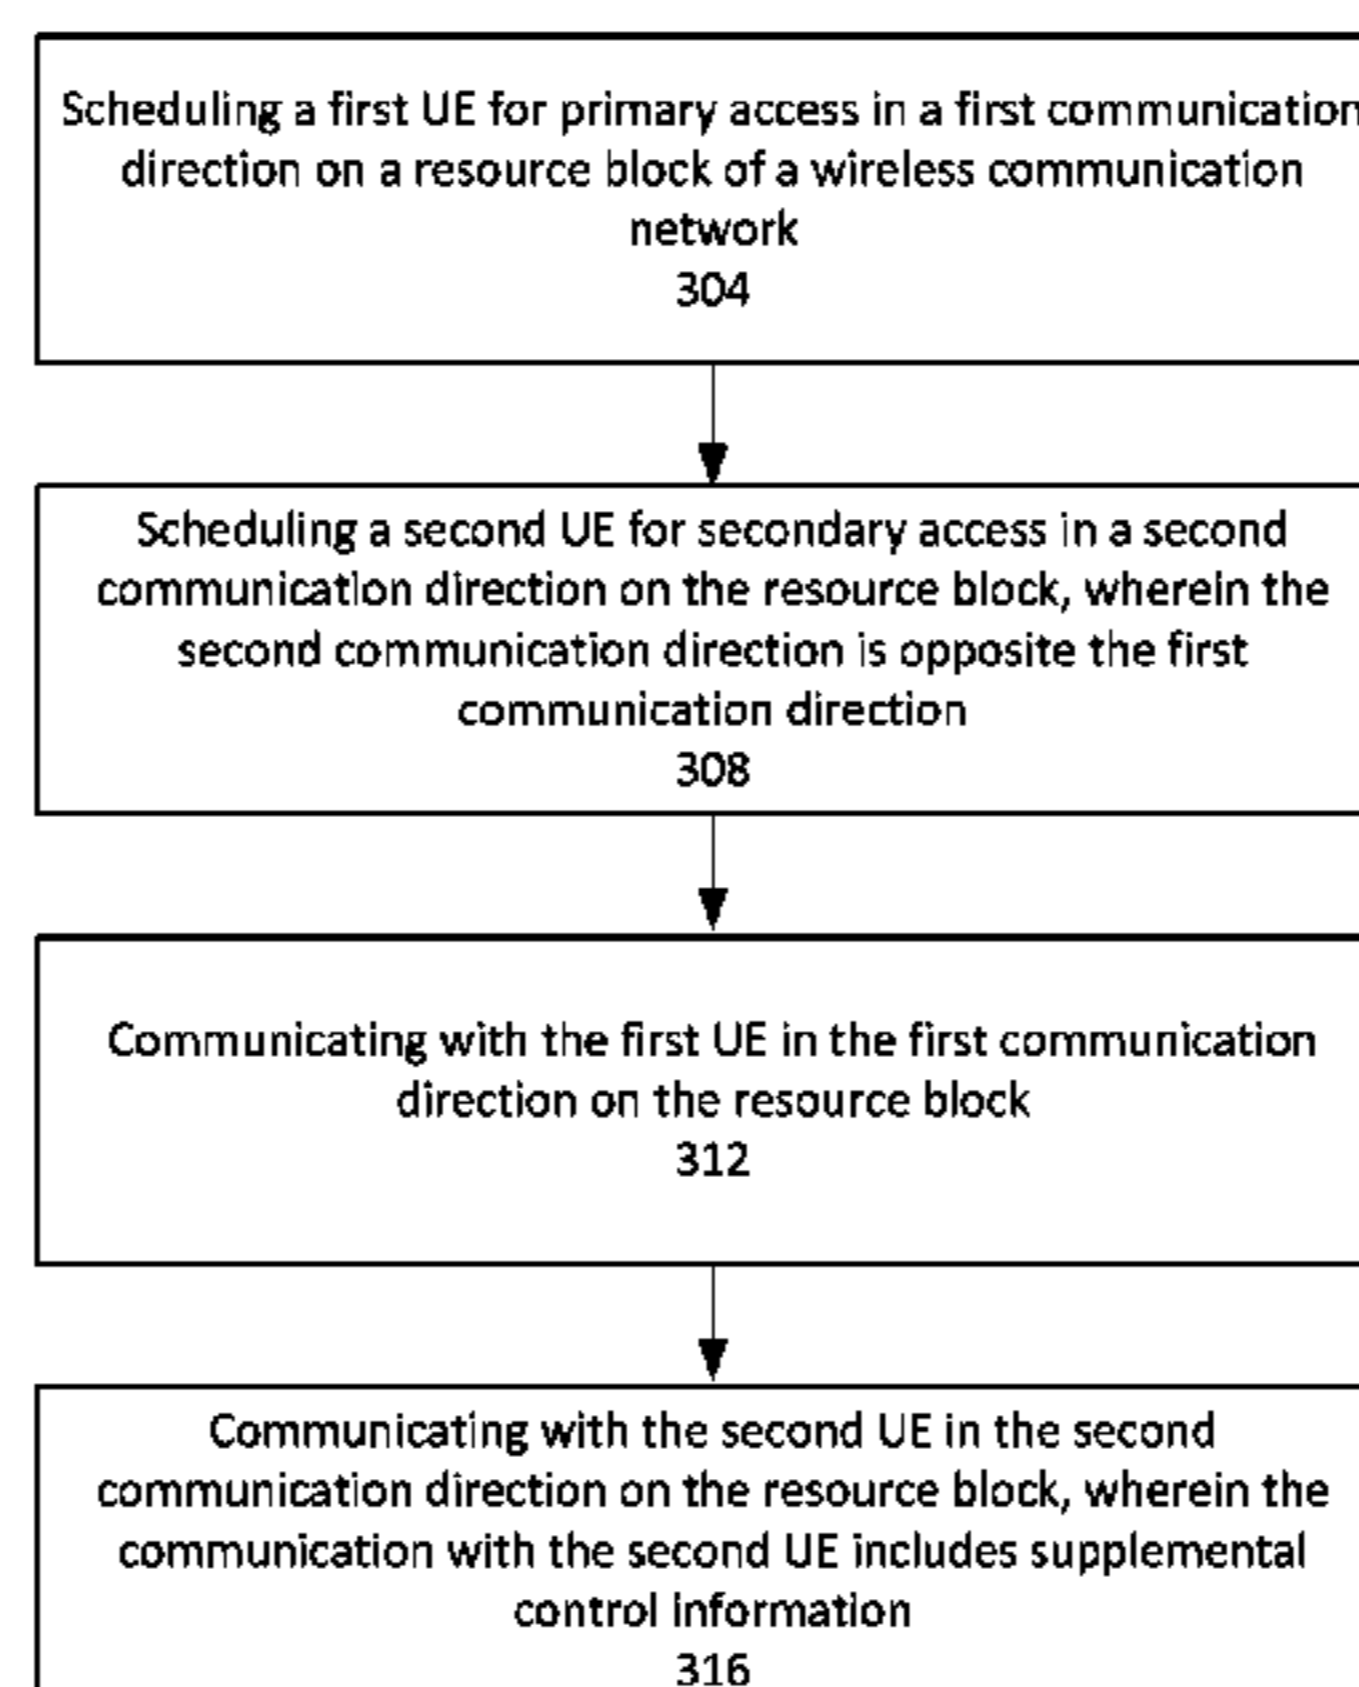 Scheduling a first UE for primary access in a first communication
direction on a resource block of a wireless communication
network
304
Scheduling a second UE for secondary access in a second
communication direction on the resource block, wherein the
second communication direction is opposite the first
communication direction
308
Communicating with the first UE in the first communication
direction on the resource block
312
Communicating with the second UE in the second
communication direction on the resource block, wherein the
communication with the second UE includes supplemental
control information
316